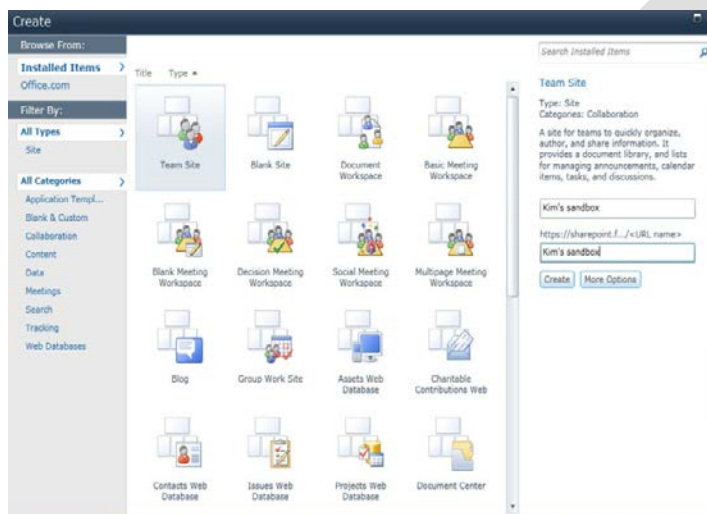 Create
Browse From:
Installed Items
Office.com
Filter By:
All Types
Site
All Categories
Application Templ...
Blank & Custom
Collaboration
Content
Data
Meetings
Search
Tracking
Web Databases
Title Type
Team Site
Blank Site
Document
Workspace
Basic Meeting
Workspace
Blank Meeting
Workspace
Decision Meeting
Workspace
Social Meeting
Workspace
Multipage Meeting
Workspace
Blog
Group Work Site
Assets Web
Database
Charitable
Contributions Web
Contacts Web
Database
Issues Web
Database
Projects Web
Database
Document Center
Search Installed Items
Team Site
Type: Site
Categories: Collaboration
A site for teams to quickly organize,
author, and share information. It
provides a document library, and lists
for managing announcements, calendar
items, tasks, and discussions.
Kim's sandbox
https://sharepoint.f.../<URL name>
Kim's sandbox
Create More Options